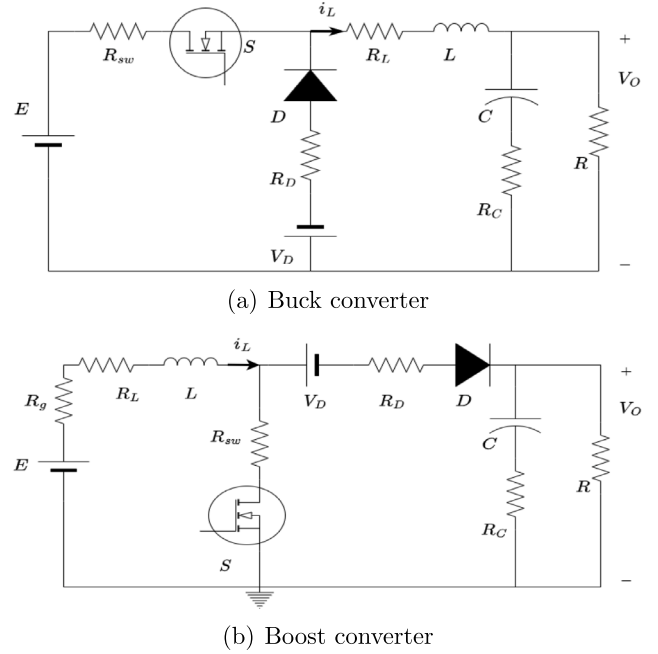 i_L
R_sw
S
R_L
L
+
V_O
E
D
C
R
R_D
R_C
V_D
−
(a) Buck converter
i_L
R_L
L
V_D
R_D
D
+
V_O
R_g
R_sw
C
E
R
R_C
S
−
(b) Boost converter